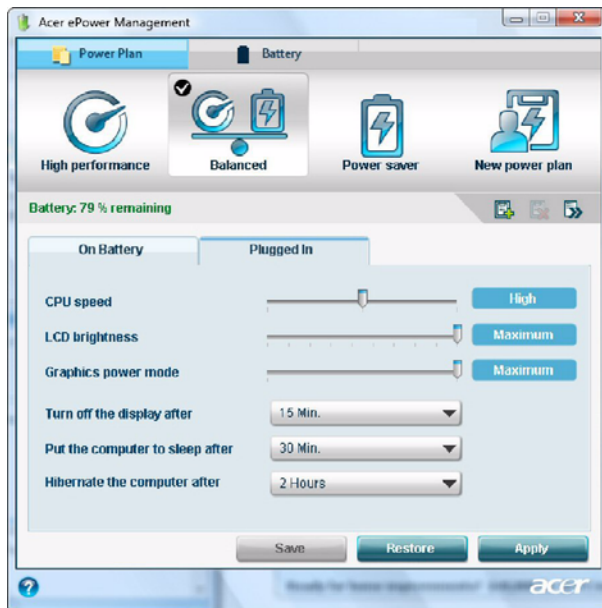 Acer ePower Management
Power Plan Battery
High performance Balanced Power saver New power plan
Battery: 79 % remaining
On Battery Plugged In
CPU speed High
LCD brightness Maximum
Graphics power mode Maximum
Turn off the display after 15 Min.
Put the computer to sleep after 30 Min.
Hibernate the computer after 2 Hours
Save Restore Apply
? acer